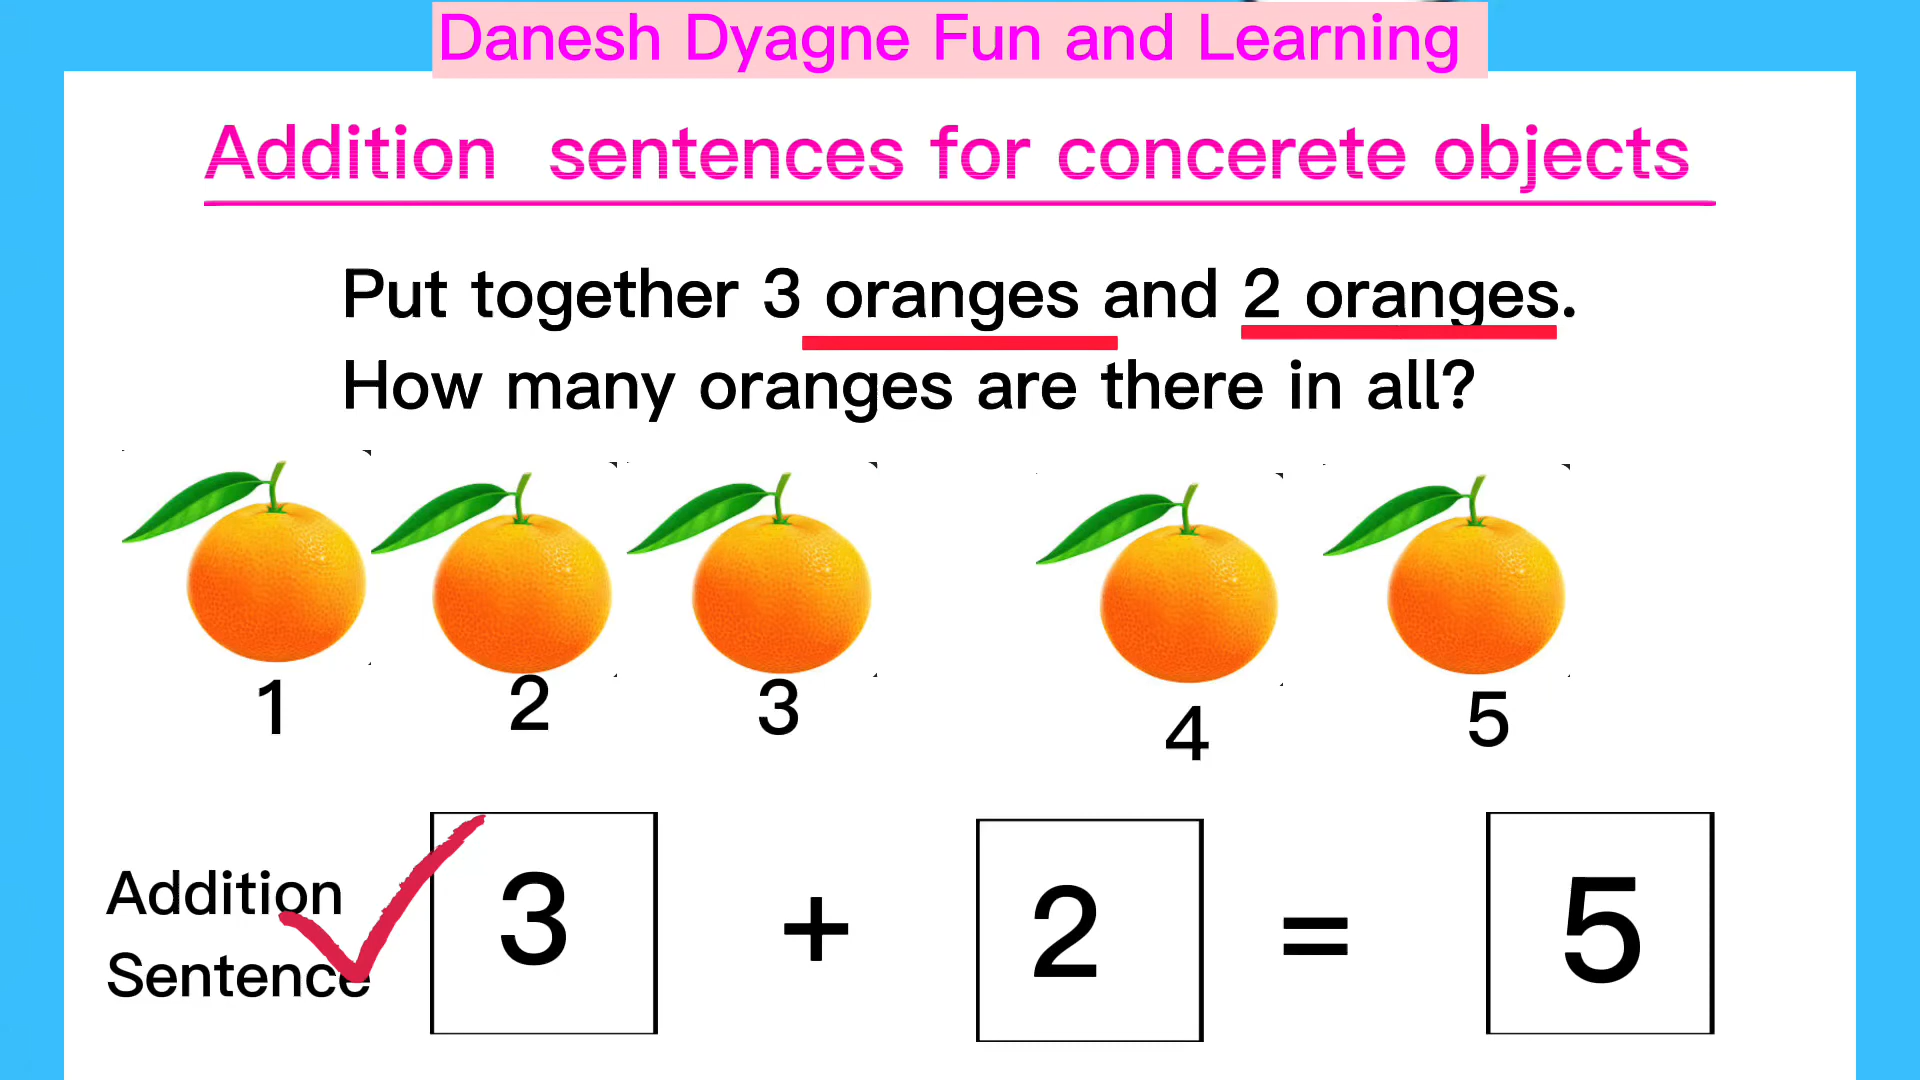 Danesh Dyagne Fun and Learning
Addition sentences for concerete objects
Put together 3 oranges and 2 oranges.
How many oranges are there in all?
1 2 3 4 5
Addition
Sentence
3 + 2 = 5